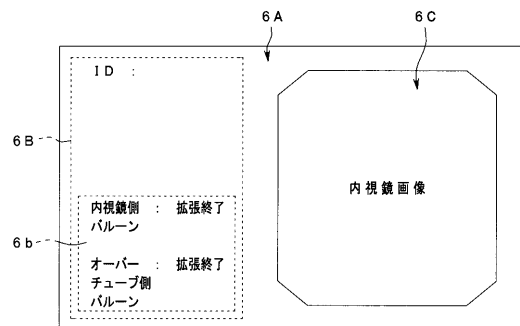 6A
6C
ID :
6B
内視鏡画像
内視鏡側 : 拡張終了
バルーン
6b
オーバー : 拡張終了
チューブ側
バルーン